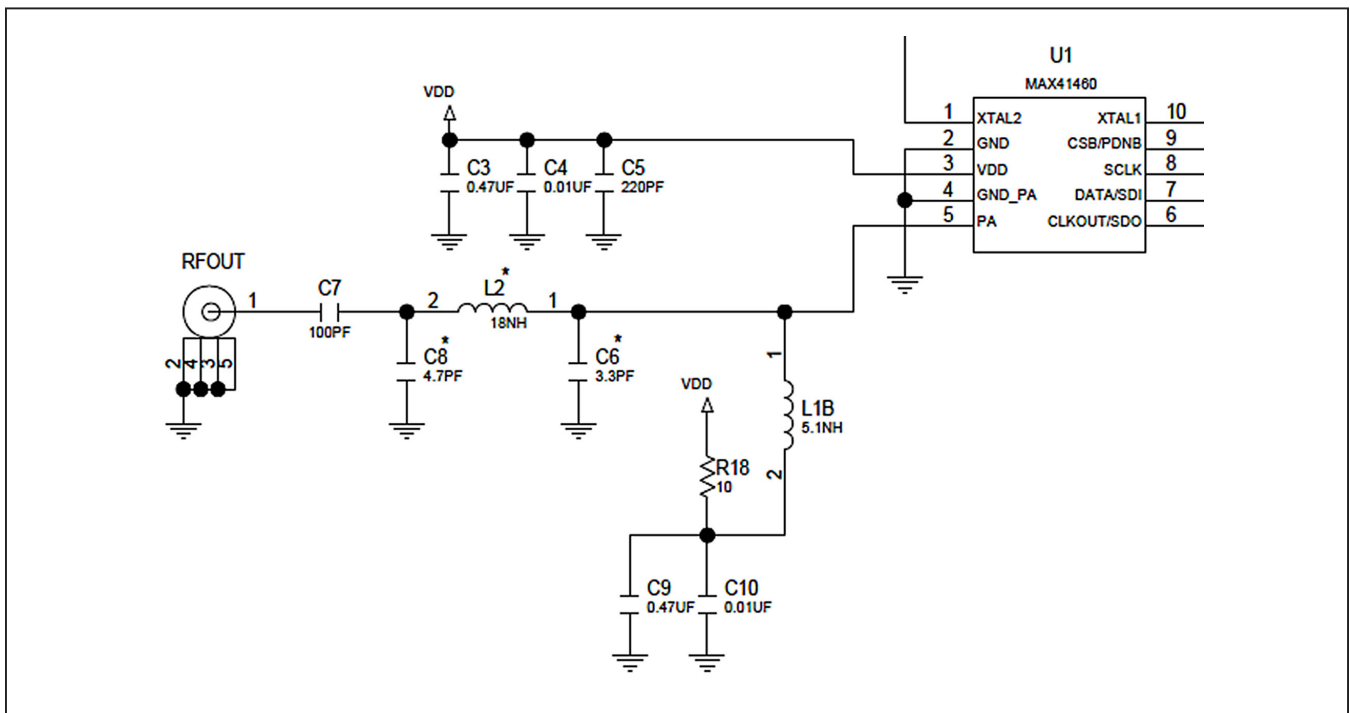 U1
MAX41460
1 XTAL2 XTAL1 10
2 GND CSB/PDNB 9
3 VDD SCLK 8
4 GND_PA DATA/SDI 7
5 PA CLKOUT/SDO 6
VDD
C3
0.47UF
C4
0.01UF
C5
220PF
RFOUT
1
2 4 3 5
C7
100PF
2 L2* 1
18NH
C8*
4.7PF
C6*
3.3PF
1
L1B
5.1NH
2
VDD
R18
10
C9
0.47UF
C10
0.01UF